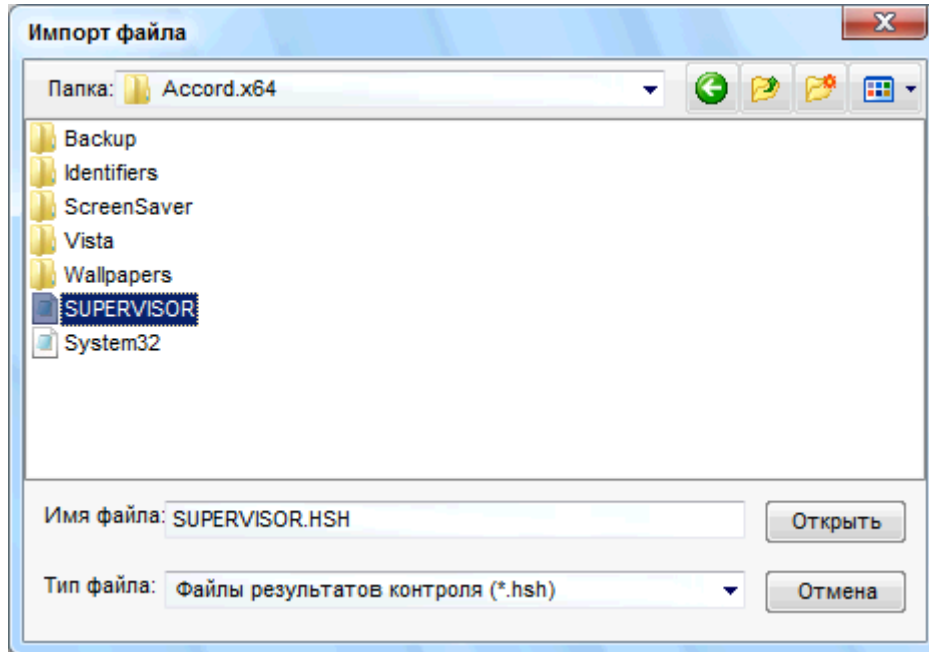 Импорт файла
Папка: Accord.x64
Backup
Identifiers
ScreenSaver
Vista
Wallpapers
SUPERVISOR
System32
Имя файла: SUPERVISOR.HSH Открыть
Тип файла: Файлы результатов контроля (*.hsh) Отмена